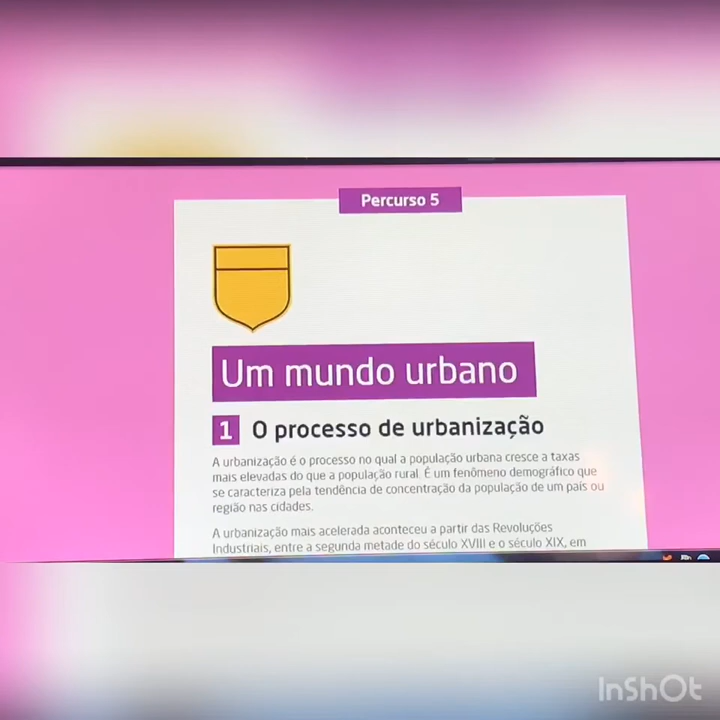 Percurso 5
Um mundo urbano
1 O processo de urbanização
A urbanização é o processo no qual a população urbana cresce a taxas
mais elevadas do que a população rural. É um fenômeno demográfico que
se caracteriza pela tendência de concentração da população de um país ou
região nas cidades.
A urbanização mais acelerada aconteceu a partir das Revoluções
Industriais, entre a segunda metade do século XVIII e o século XIX, em
InShOt